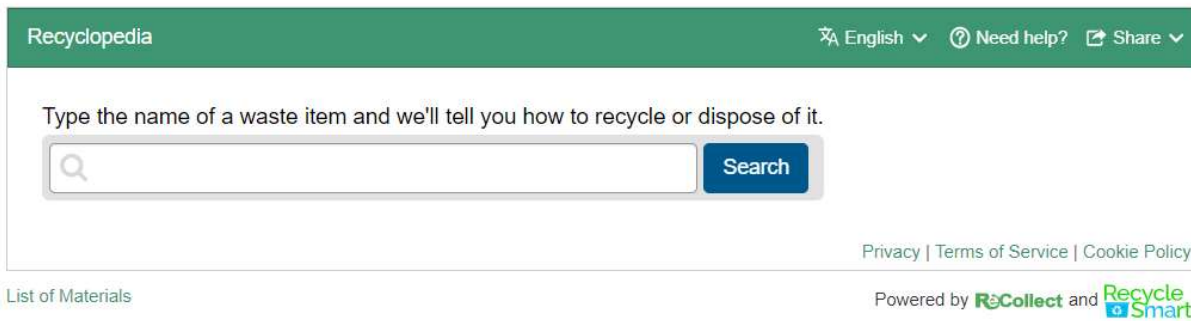 Recyclopedia
English
Need help?
Share
Type the name of a waste item and we'll tell you how to recycle or dispose of it.
Search
Privacy | Terms of Service | Cookie Policy
List of Materials
Powered by ReCollect and Recycle Smart